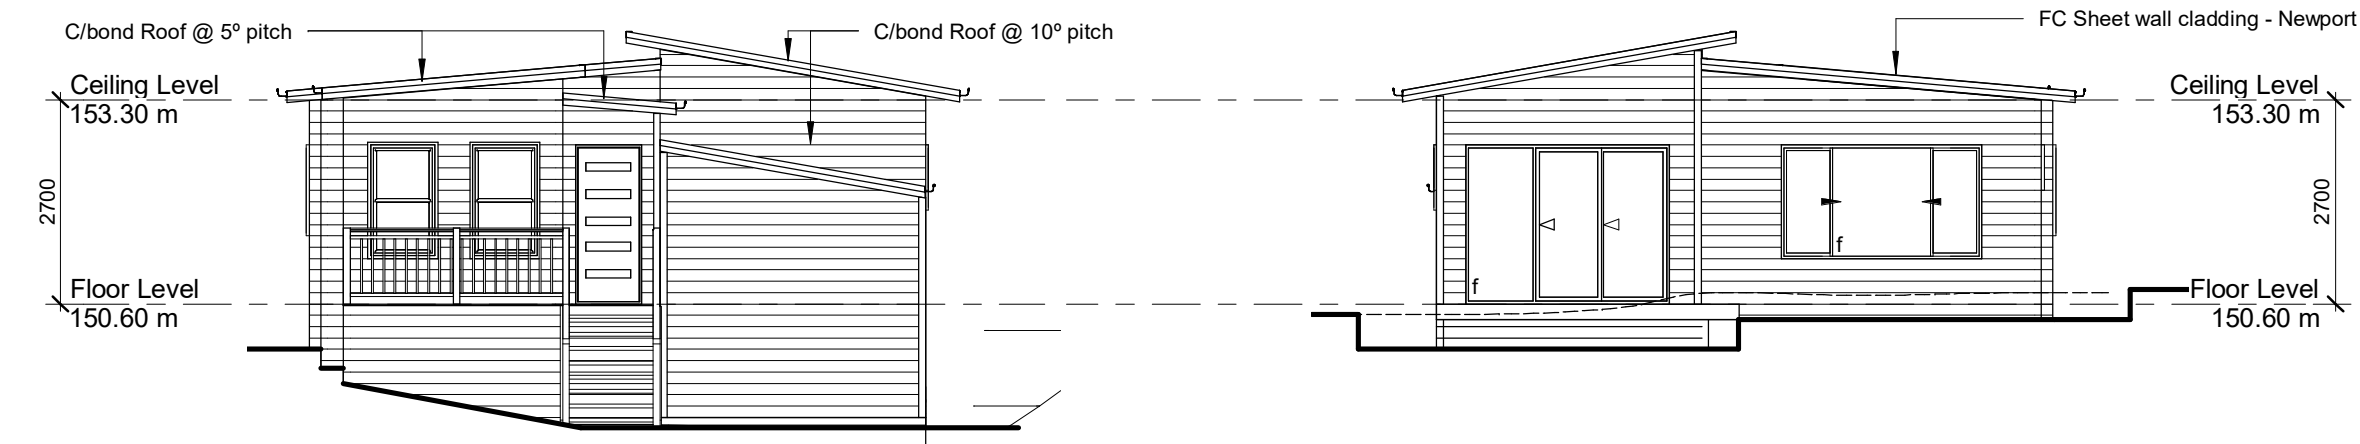 C/bond Roof @ 5º pitch
C/bond Roof @ 10º pitch
Ceiling Level
153.30 m
2700
Floor Level
150.60 m
FC Sheet wall cladding - Newport
Ceiling Level
153.30 m
2700
f
f
Floor Level
150.60 m